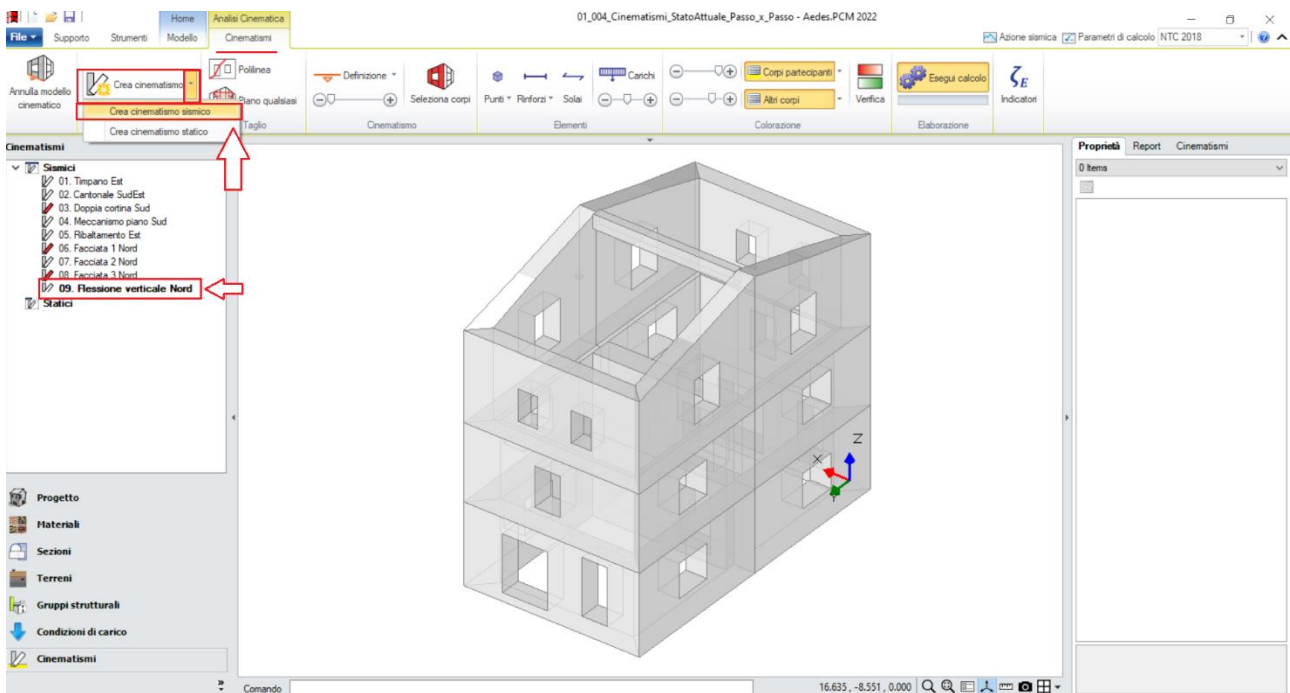 Home Analisi Cinematica 01_004_Cinematismi_StatoAttuale_Passo_x_Passo - Aedes.PCM 2022
File Supporto Strumenti Modello Cinematismi Azione sismica Parametri di calcolo NTC 2018
Annulla modello cinematico
Crea cinematismo
Crea cinematismo sismico
Crea cinematismo statico
Polilinea
Piano qualsiasi
Taglio
Definizione
Seleziona corpi
Cinematismo
Punti Rinforzi Solai
Carichi
Elementi
Corpi partecipanti
Altri corpi
Verifica
Colorazione
Esegui calcolo
Elaborazione
ζE
Indicatori
Cinematismi
Sismici
01. Timpano Est
02. Cantonale SudEst
03. Doppia cortina Sud
04. Meccanismo piano Sud
05. Ribaltamento Est
06. Facciata 1 Nord
07. Facciata 2 Nord
08. Facciata 3 Nord
09. Flessione verticale Nord
Statici
Progetto
Materiali
Sezioni
Terreni
Gruppi strutturali
Condizioni di carico
Cinematismi
Z
X
Y
Proprietà Report Cinematismi
0 Items
Comando
16.635 , -8.551 , 0.000